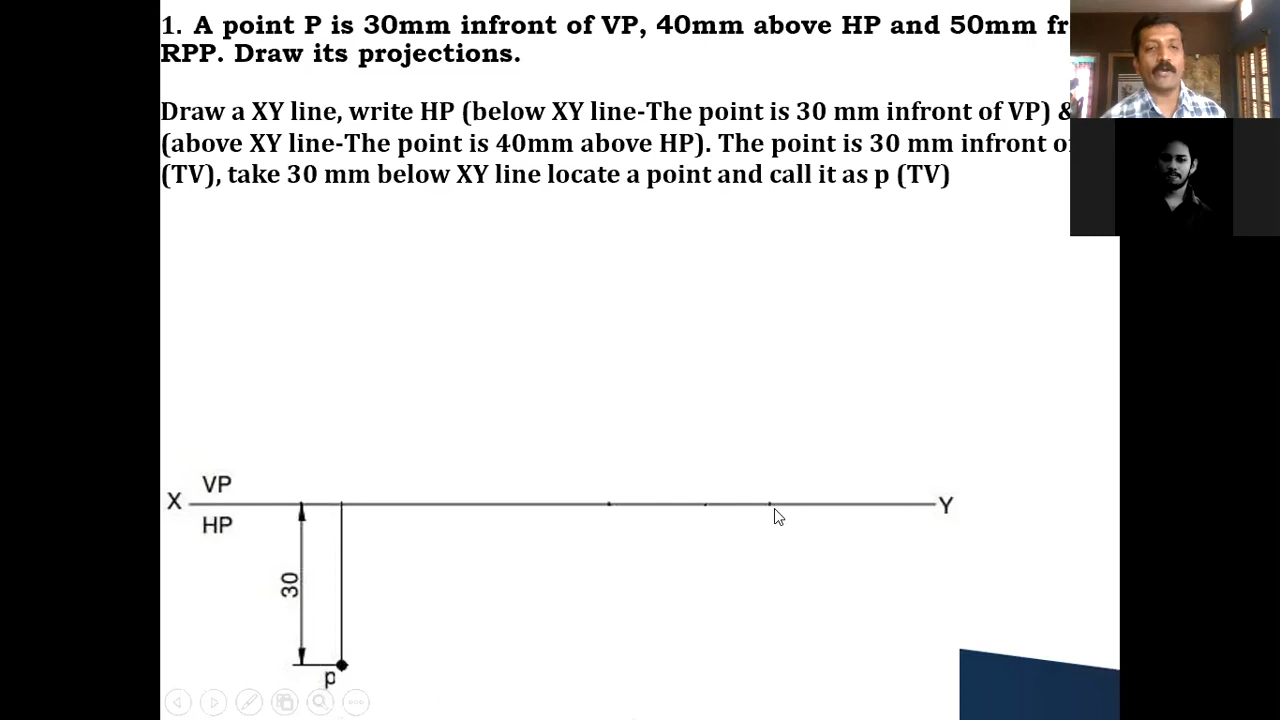 1. A point P is 30mm infront of VP, 40mm above HP and 50mm
RPP. Draw its projections.
Draw a XY line, write HP (below XY line-The point is 30 mm infront of VP) &
(above XY line-The point is 40mm above HP). The point is 30 mm infront
(TV), take 30 mm below XY line locate a point and call it as p (TV)
VP
X Y
HP
30
p